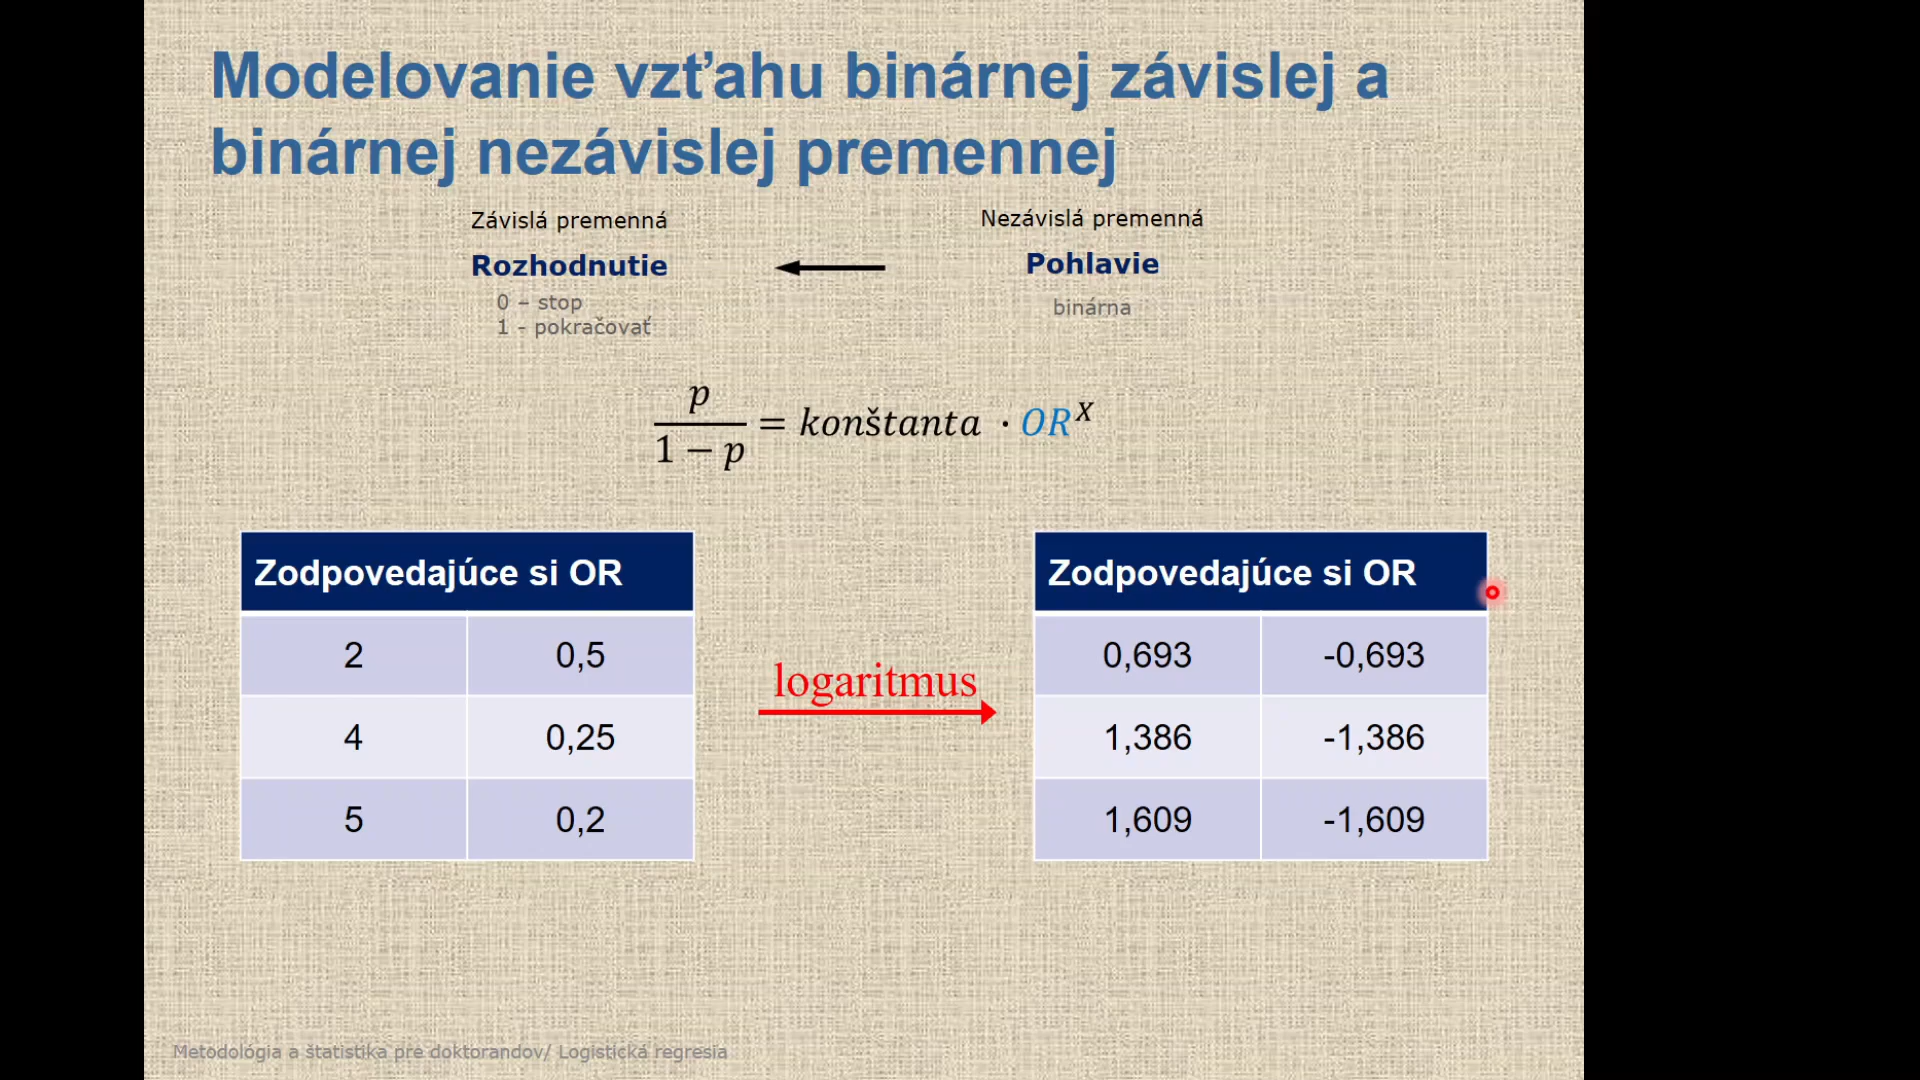 Modelovanie vzťahu binárnej závislej a
binárnej nezávislej premennej
Závislá premenná
Rozhodnutie
0 – stop
1 - pokračovať
Nezávislá premenná
Pohlavie
binárna
p / (1 − p) = konštanta · OR^X
Zodpovedajúce si OR
2 0,5
4 0,25
5 0,2
logaritmus
Zodpovedajúce si OR
0,693 -0,693
1,386 -1,386
1,609 -1,609
Metodológia a štatistika pre doktorandov/ Logistická regresia